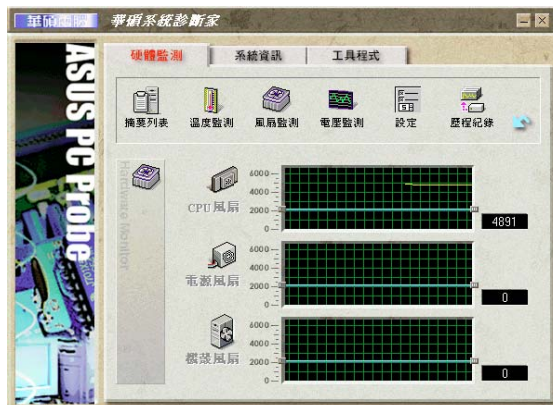 華碩電腦 華碩系統診斷家
硬體監測 系統資訊 工具程式
摘要列表 溫度監測 風扇監測 電壓監測 設定 歷程紀錄
ASUS PC Probe
Hardware Monitor
6000
4000
CPU風扇 2000
0
4891
6000
4000
電源風扇 2000
0
0
6000
4000
機殼風扇 2000
0
0